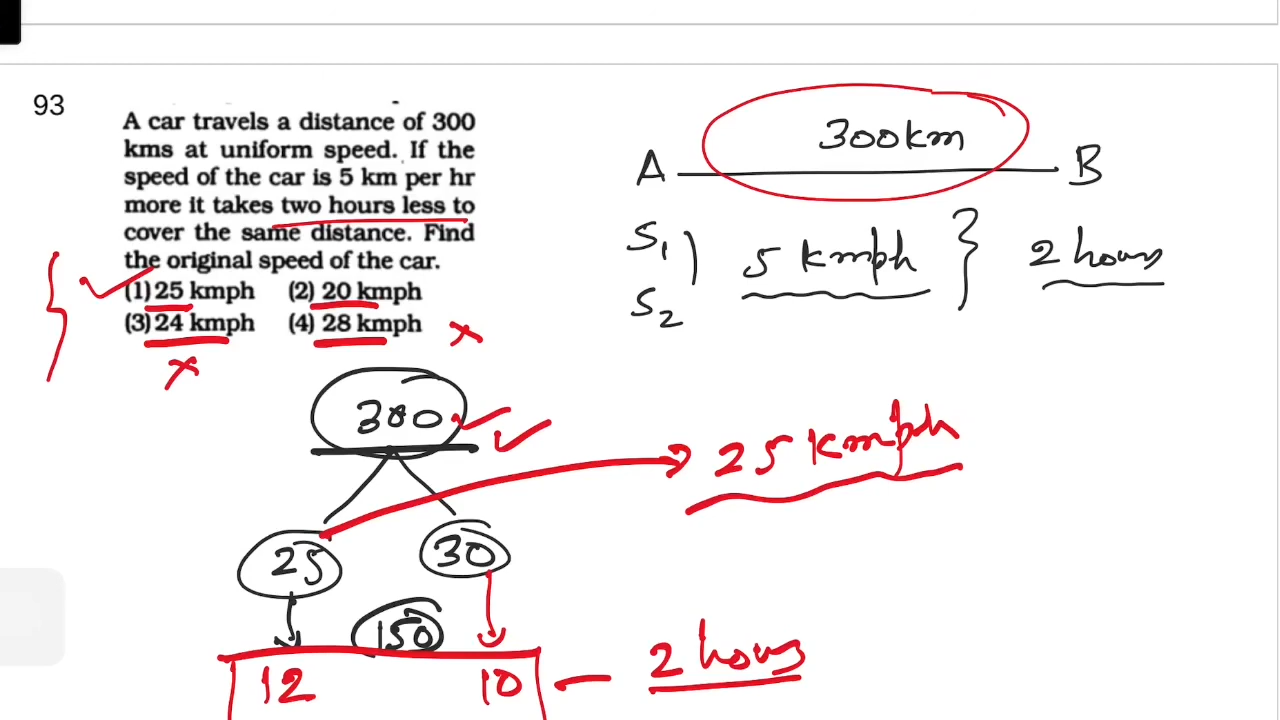 93
A car travels a distance of 300
kms at uniform speed. If the
speed of the car is 5 km per hr
more it takes two hours less to
cover the same distance. Find
the original speed of the car.
(1) 25 kmph (2) 20 kmph
(3) 24 kmph (4) 28 kmph
300km
A B
S1
5 kmph
2 hours
S2
300
25 kmph
25 30
150
12 10 — 2 hours